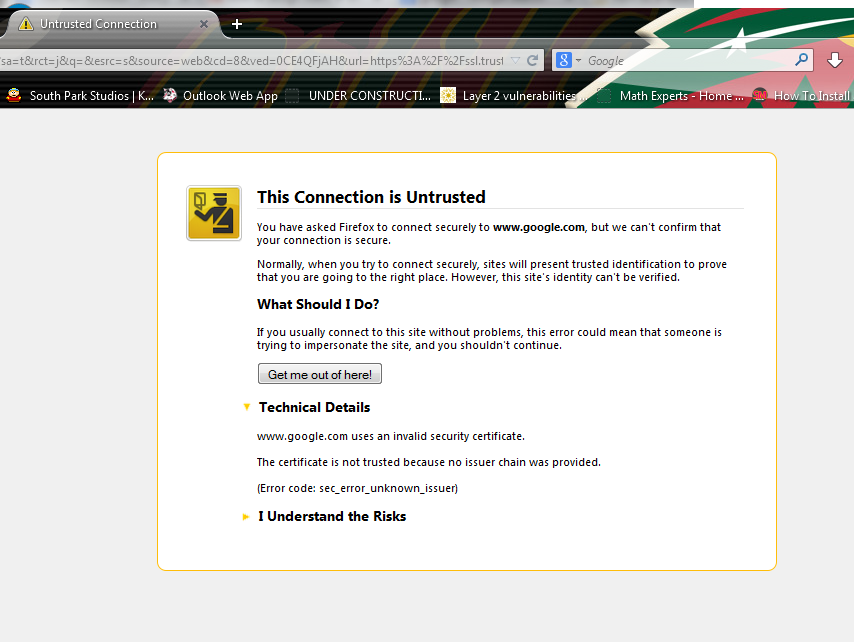 Untrusted Connection
sa=t&rct=j&q=&esrc=s&source=web&cd=8&ved=0CE4QFjAH&url=https%3A%2F%2Fssl.trust
Google
South Park Studios | K... Outlook Web App UNDER CONSTRUCTI... Layer 2 vulnerabilities Math Experts - Home ... How To Install
This Connection is Untrusted
You have asked Firefox to connect securely to www.google.com, but we can't confirm that
your connection is secure.
Normally, when you try to connect securely, sites will present trusted identification to prove
that you are going to the right place. However, this site's identity can't be verified.
What Should I Do?
If you usually connect to this site without problems, this error could mean that someone is
trying to impersonate the site, and you shouldn't continue.
Get me out of here!
Technical Details
www.google.com uses an invalid security certificate.
The certificate is not trusted because no issuer chain was provided.
(Error code: sec_error_unknown_issuer)
I Understand the Risks